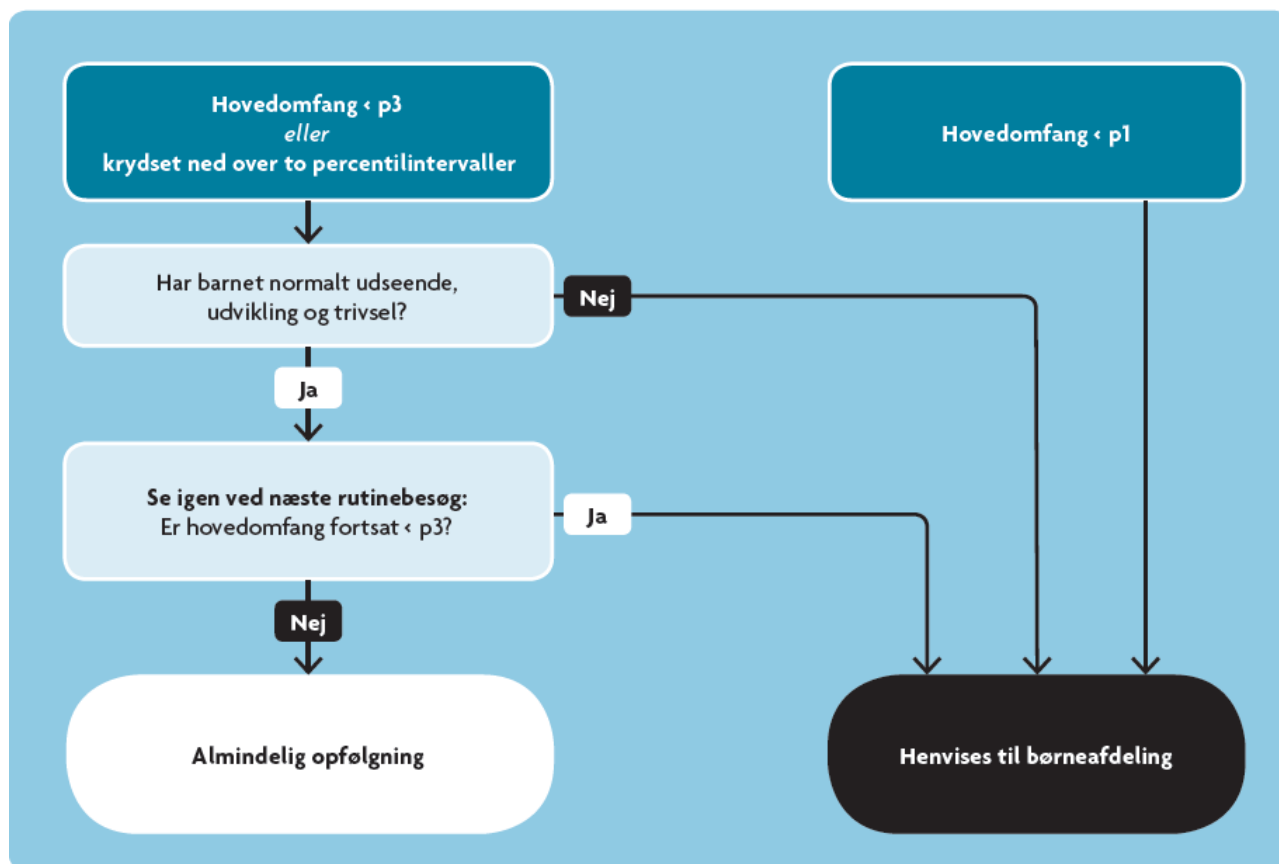 Hovedomfang ‹ p3
eller
krydset ned over to percentilintervaller
Hovedomfang ‹ p1
Har barnet normalt udseende,
udvikling og trivsel?
Nej
Ja
Se igen ved næste rutinebesøg:
Er hovedomfang fortsat ‹ p3?
Ja
Nej
Almindelig opfølgning
Henvises til børneafdeling